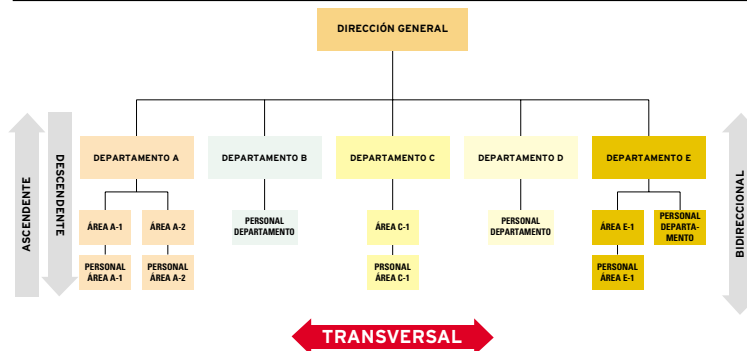 DIRECCIÓN GENERAL
ASCENDENTE
DESCENDENTE
BIDIRECCIONAL
DEPARTAMENTO A
DEPARTAMENTO B
DEPARTAMENTO C
DEPARTAMENTO D
DEPARTAMENTO E
ÁREA A-1
ÁREA A-2
PERSONAL
DEPARTAMENTO
ÁREA C-1
PERSONAL
DEPARTAMENTO
ÁREA E-1
PERSONAL
DEPARTA-
MENTO
PERSONAL
ÁREA A-1
PERSONAL
ÁREA A-2
PRSONAL
ÁREA C-1
PERSONAL
ÁREA E-1
TRANSVERSAL